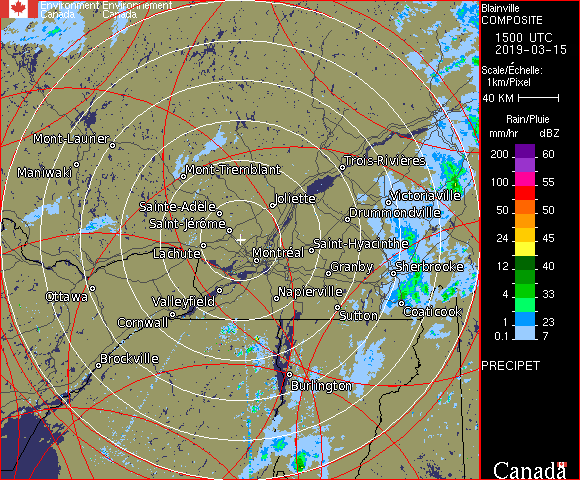 Environment Environnement
Canada Canada
Blainville
COMPOSITE
1500 UTC
2019-03-15
Scale/Échelle:
1km/Pixel
40 KM
Rain/Pluie
mm/hr dBZ
200 60
100 55
50 50
24 45
12 40
4 33
1 23
0.1 7
PRECIPET
Canada
Mont-Laurier
Maniwaki
Mont-Tremblant
Trois-Rivières
Joliette
Victoriaville
Sainte-Adele
Drummondville
Saint-Jérôme
Lachute
Montréal
Saint-Hyacinthe
Granby
Sherbrooke
Ottawa
Valleyfield
Napierville
Coaticook
Cornwall
Sutton
Brockville
Burlington